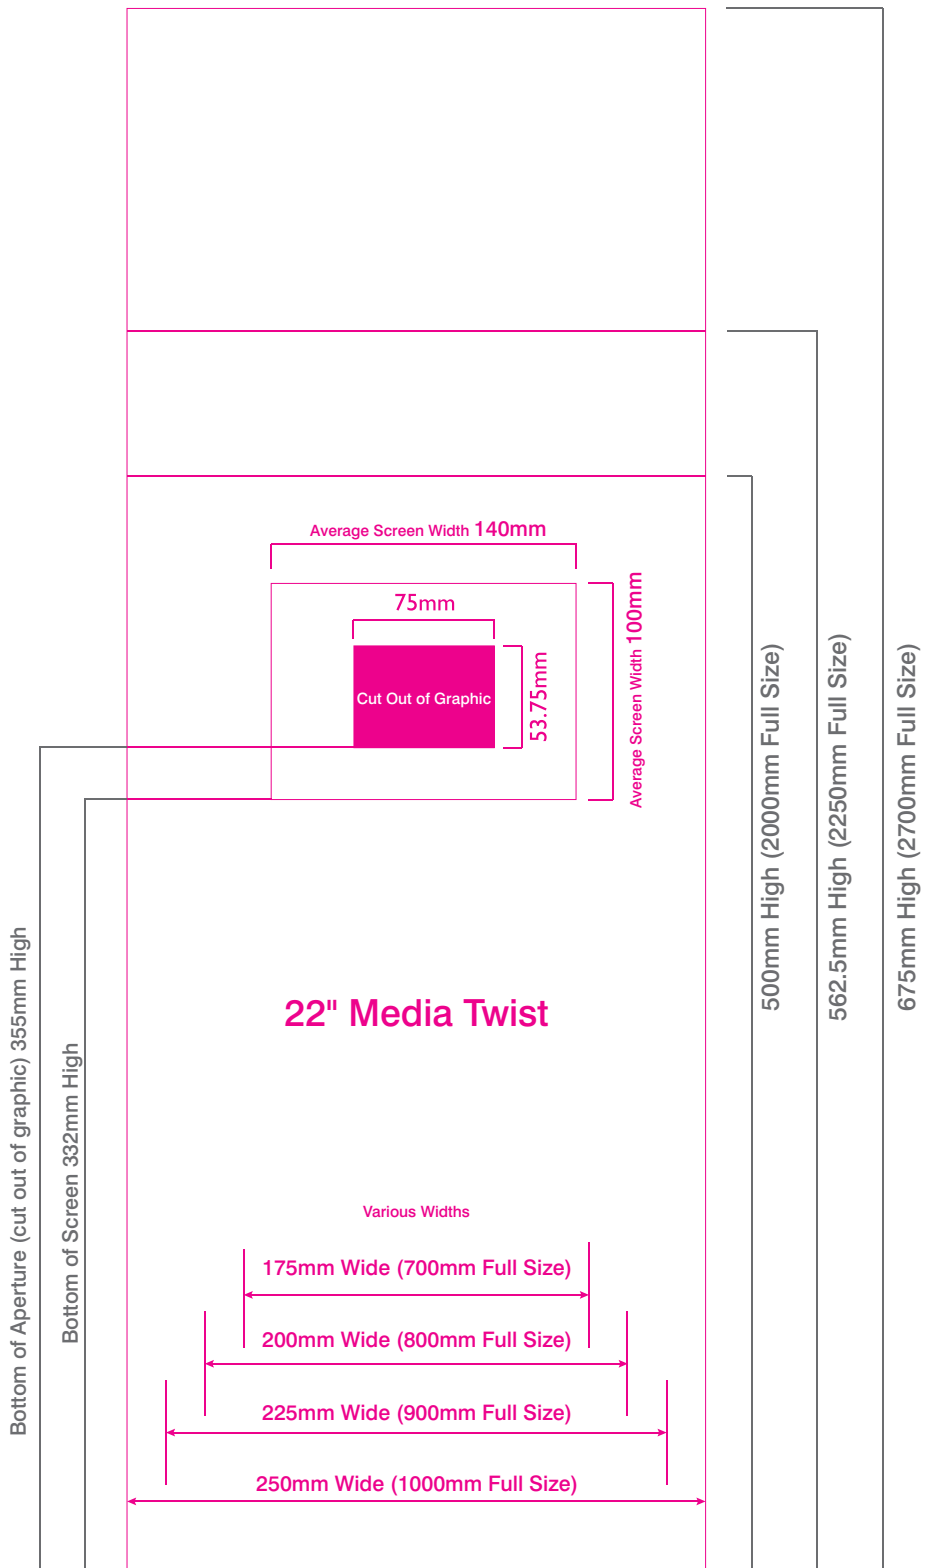 Average Screen Width 140mm
75mm
Cut Out of Graphic
53.75mm
Average Screen Width 100mm
500mm High (2000mm Full Size)
562.5mm High (2250mm Full Size)
675mm High (2700mm Full Size)
Bottom of Aperture (cut out of graphic) 355mm High
Bottom of Screen 332mm High
22" Media Twist
Various Widths
175mm Wide (700mm Full Size)
200mm Wide (800mm Full Size)
225mm Wide (900mm Full Size)
250mm Wide (1000mm Full Size)